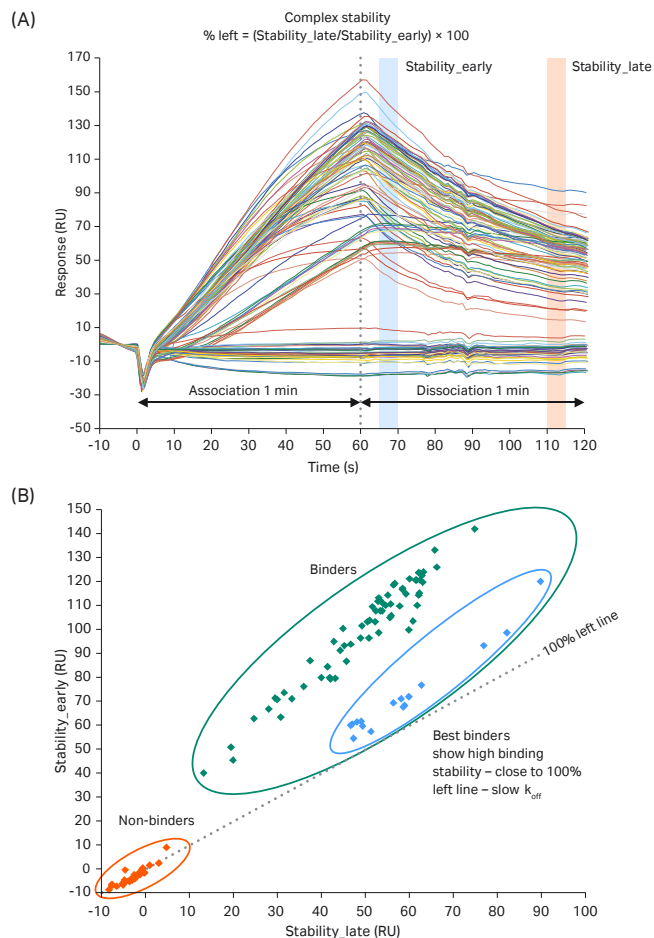 (A)
Complex stability
% left = (Stability_late/Stability_early) × 100
170
150
130
110
90
70
50
30
10
-10
-30
-50
Response (RU)
Stability_early
Stability_late
Association 1 min
Dissociation 1 min
-10
0
10
20
30
40
50
60
70
80
90
100
110
120
Time (s)
(B)
150
140
130
120
110
100
90
80
70
60
50
40
30
20
10
0
-10
Stability_early (RU)
Binders
100% left line
Best binders
show high binding
stability – close to 100%
left line – slow k_off
Non-binders
-10
0
10
20
30
40
50
60
70
80
90
100
Stability_late (RU)